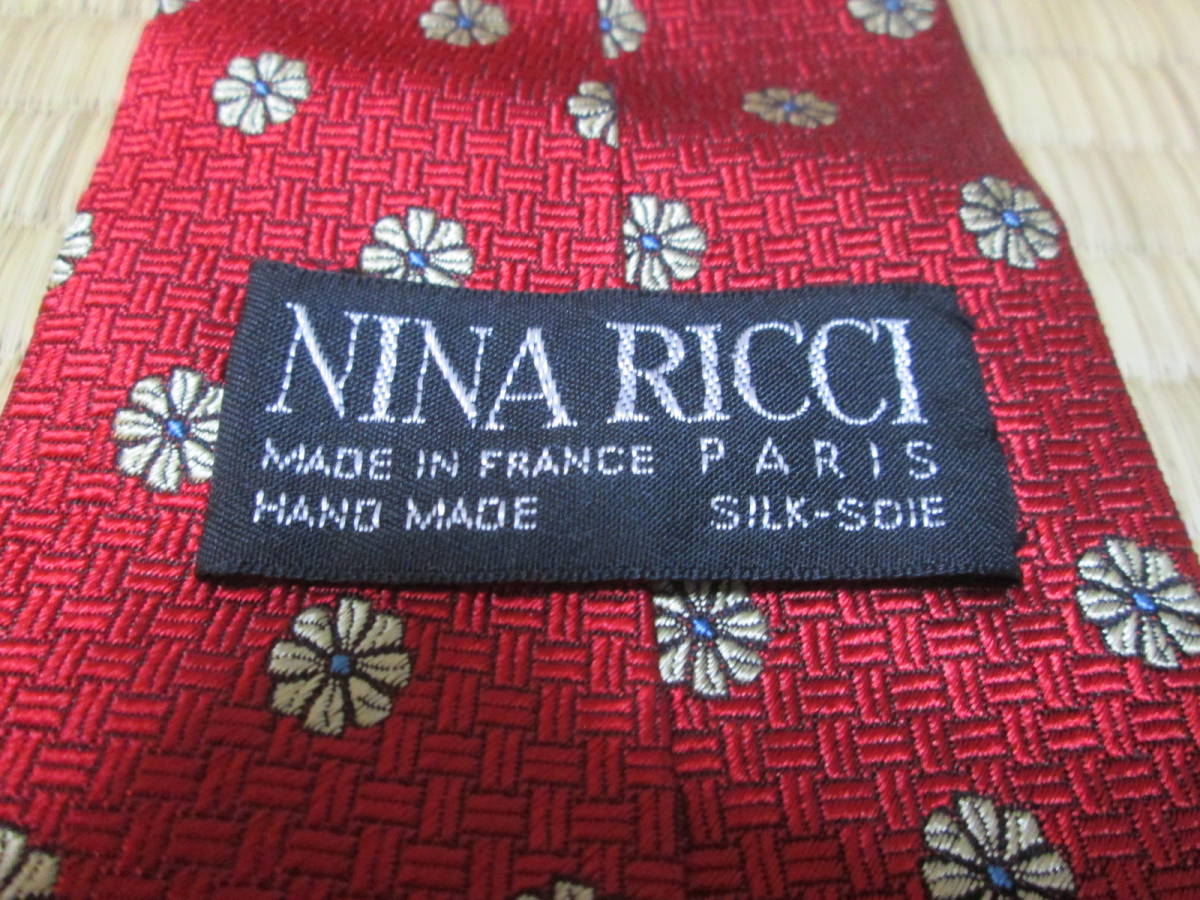 NINA RICCI
MADE IN FRANCE PARIS
HAND MADE SILK-SOIE